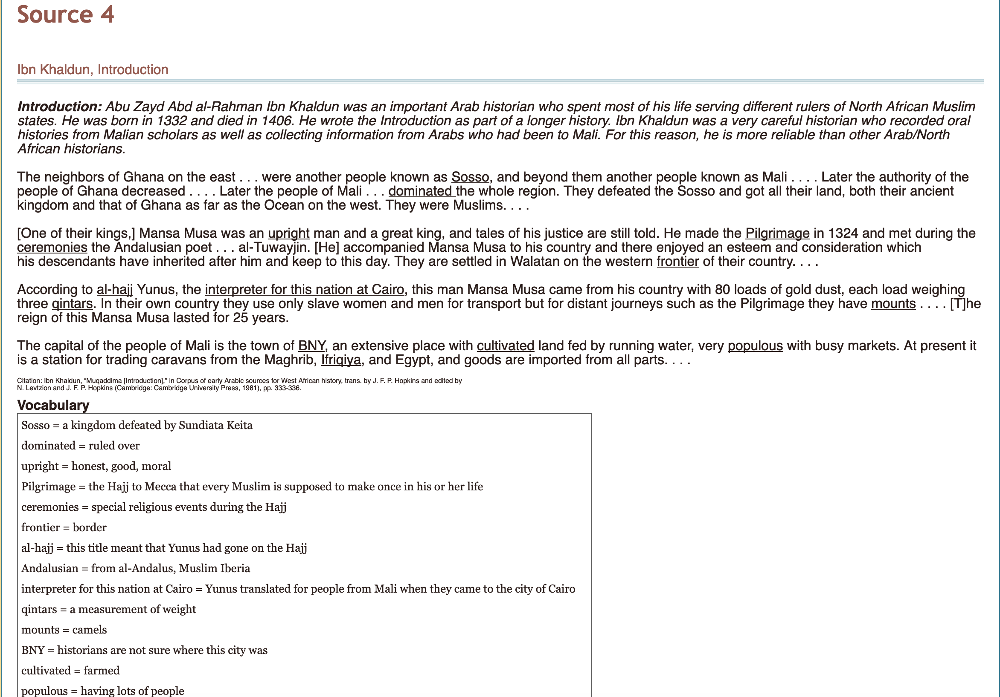 Source 4
Ibn Khaldun, Introduction
Introduction: Abu Zayd Abd al-Rahman Ibn Khaldun was an important Arab historian who spent most of his life serving different rulers of North African Muslim
states. He was born in 1332 and died in 1406. He wrote the Introduction as part of a longer history. Ibn Khaldun was a very careful historian who recorded oral
histories from Malian scholars as well as collecting information from Arabs who had been to Mali. For this reason, he is more reliable than other Arab/North
African historians.
The neighbors of Ghana on the east . . . were another people known as Sosso, and beyond them another people known as Mali . . . . Later the authority of the
people of Ghana decreased . . . . Later the people of Mali . . . dominated the whole region. They defeated the Sosso and got all their land, both their ancient
kingdom and that of Ghana as far as the Ocean on the west. They were Muslims. . . .
[One of their kings,] Mansa Musa was an upright man and a great king, and tales of his justice are still told. He made the Pilgrimage in 1324 and met during the
ceremonies the Andalusian poet . . . al-Tuwayjin. [He] accompanied Mansa Musa to his country and there enjoyed an esteem and consideration which
his descendants have inherited after him and keep to this day. They are settled in Walatan on the western frontier of their country. . . .
According to al-hajj Yunus, the interpreter for this nation at Cairo, this man Mansa Musa came from his country with 80 loads of gold dust, each load weighing
three qintars. In their own country they use only slave women and men for transport but for distant journeys such as the Pilgrimage they have mounts . . . . [T]he
reign of this Mansa Musa lasted for 25 years.
The capital of the people of Mali is the town of BNY, an extensive place with cultivated land fed by running water, very populous with busy markets. At present it
is a station for trading caravans from the Maghrib, Ifriqiya, and Egypt, and goods are imported from all parts. . . .
Citation: Ibn Khaldun, “Muqaddima [Introduction],” in Corpus of early Arabic sources for West African history, trans. by J. F. P. Hopkins and edited by
N. Levtzion and J. F. P. Hopkins (Cambridge: Cambridge University Press, 1981), pp. 333-336.
Vocabulary
Sosso = a kingdom defeated by Sundiata Keita
dominated = ruled over
upright = honest, good, moral
Pilgrimage = the Hajj to Mecca that every Muslim is supposed to make once in his or her life
ceremonies = special religious events during the Hajj
frontier = border
al-hajj = this title meant that Yunus had gone on the Hajj
Andalusian = from al-Andalus, Muslim Iberia
interpreter for this nation at Cairo = Yunus translated for people from Mali when they came to the city of Cairo
qintars = a measurement of weight
mounts = camels
BNY = historians are not sure where this city was
cultivated = farmed
populous = having lots of people